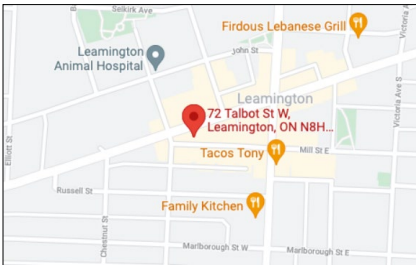 Selkirk Ave
Firdous Lebanese Grill
Victoria A
Leamington
Animal Hospital
john St
Leamington
72 Talbot St W,
Leamington, ON N8H...
Victoria Ave S
Elliott St
Tacos Tony
Mill St E
Russell St
Family Kitchen
Chestnut St
Marlborough St W
Marlborough St E